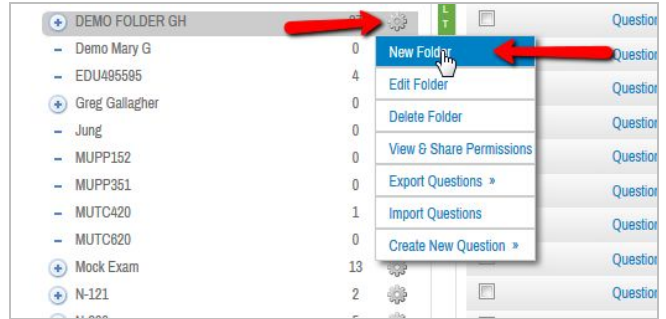 DEMO FOLDER GH
L
T
Question
Demo Mary G 0
New Folder
Question
EDU495595 4
Edit Folder
Question
Greg Gallagher 0
Delete Folder
Question
Jung 0
View & Share Permissions
MUPP152 0
Question
MUPP351 0
Export Questions »
Question
MUTC420 1
Import Questions
Question
MUTC620 0
Create New Question »
Question
Mock Exam 13
N-121 2
Question